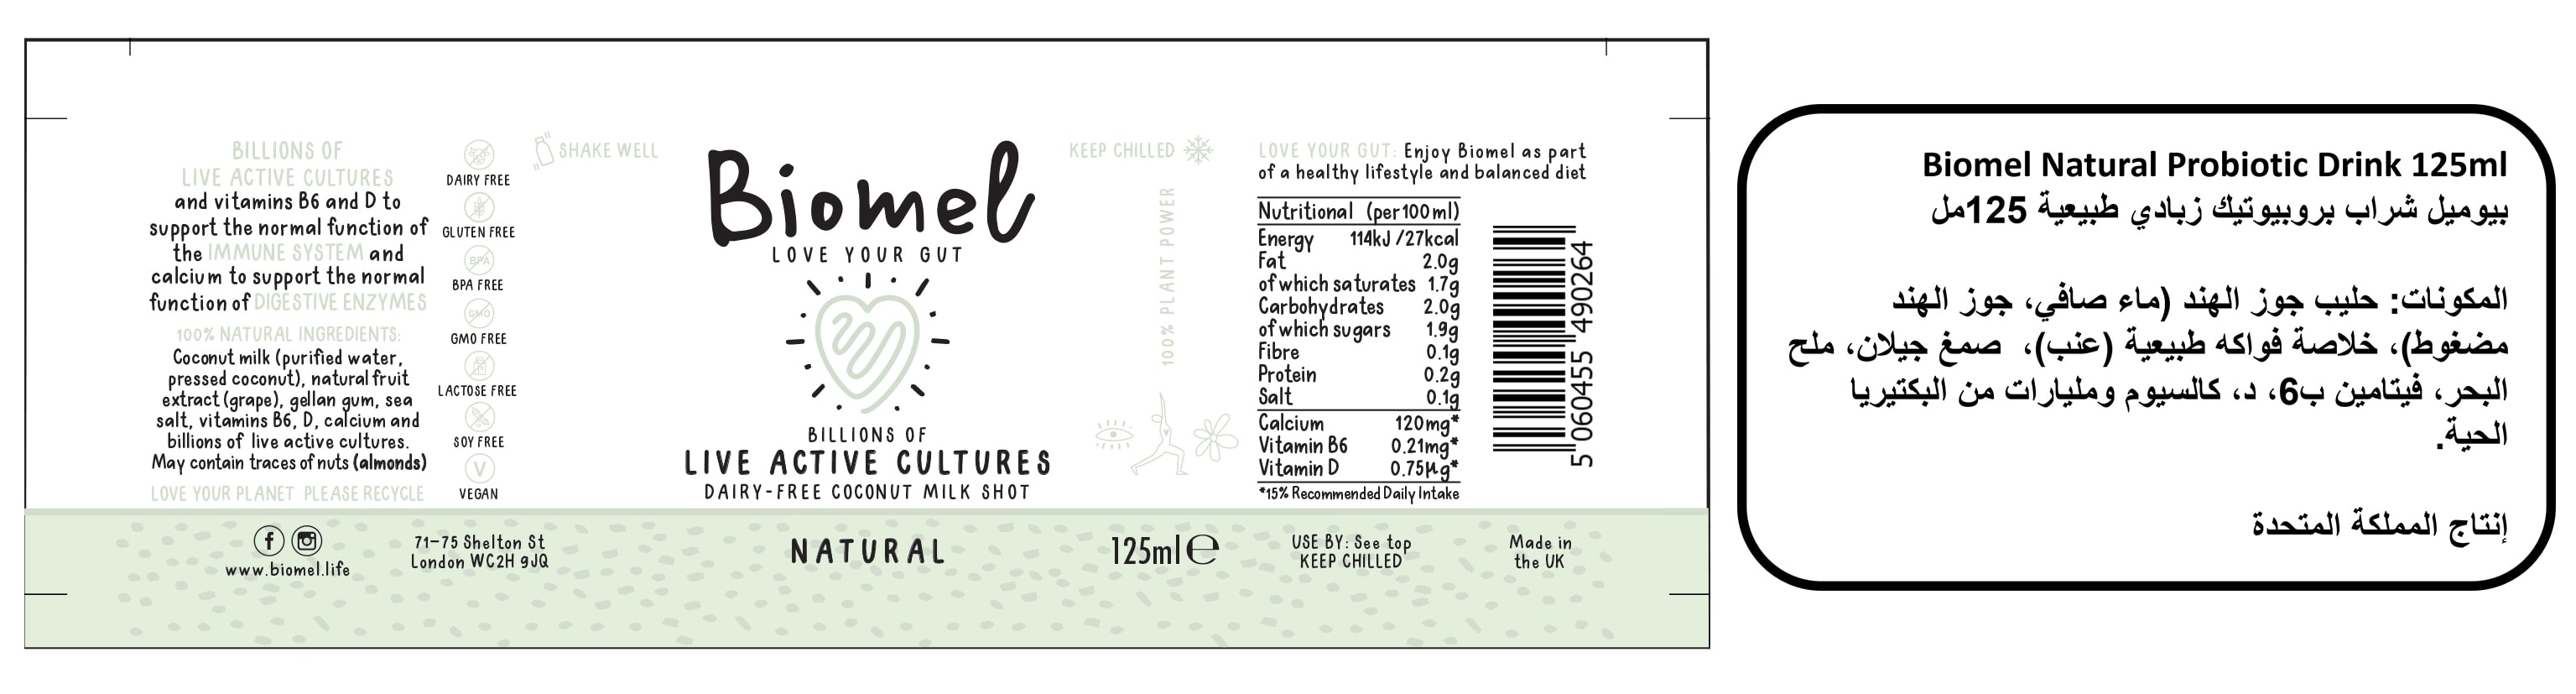 BILLIONS OF
LIVE ACTIVE CULTURES
and vitamins B6 and D to
support the normal function of
the IMMUNE SYSTEM and
calcium to support the normal
function of DIGESTIVE ENZYMES
100% NATURAL INGREDIENTS:
Coconut milk (purified water,
pressed coconut), natural fruit
extract (grape), gellan gum, sea
salt, vitamins B6, D, calcium and
billions of live active cultures.
May contain traces of nuts (almonds)
LOVE YOUR PLANET PLEASE RECYCLE
DAIRY FREE
GLUTEN FREE
BPA
BPA FREE
GMO
GMO FREE
LACTOSE FREE
SOY FREE
V
VEGAN
SHAKE WELL
Biomel
LOVE YOUR GUT
BILLIONS OF
LIVE ACTIVE CULTURES
DAIRY-FREE COCONUT MILK SHOT
KEEP CHILLED
100% PLANT POWER
LOVE YOUR GUT: Enjoy Biomel as part
of a healthy lifestyle and balanced diet
Nutritional (per100ml)
Energy 114kJ /27kcal
Fat 2.0g
of which saturates 1.7g
Carbohydrates 2.0g
of which sugars 1.9g
Fibre 0.1g
Protein 0.2g
Salt 0.1g
Calcium 120mg*
Vitamin B6 0.21mg*
Vitamin D 0.75µg*
*15% Recommended Daily Intake
5 060455 490264
f
www.biomel.life
71-75 Shelton St
London WC2H 9JQ
NATURAL
125ml℮
USE BY: See top
KEEP CHILLED
Made in
the UK
Biomel Natural Probiotic Drink 125ml
بيوميل شراب بروبيوتيك زبادي طبيعية 125مل
المكونات: حليب جوز الهند (ماء صافي، جوز الهند
مضغوط)، خلاصة فواكه طبيعية (عنب)، صمغ جيلان، ملح
البحر، فيتامين ب6، د، كالسيوم ومليارات من البكتيريا
الحية.
إنتاج المملكة المتحدة